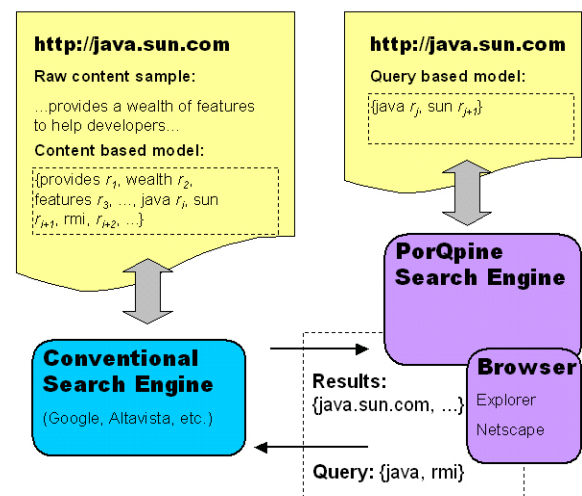 http://java.sun.com
Raw content sample:
...provides a wealth of features
to help developers...
Content based model:
{provides r1, wealth r2,
features r3, ..., java ri, sun
ri+1, rmi, ri+2, ...}
http://java.sun.com
Query based model:
{java rj, sun rj+1}
PorQpine
Search Engine
Conventional
Search Engine
(Google, Altavista, etc.)
Results:
{java.sun.com, ...}
Query: {java, rmi}
Browser
Explorer
Netscape